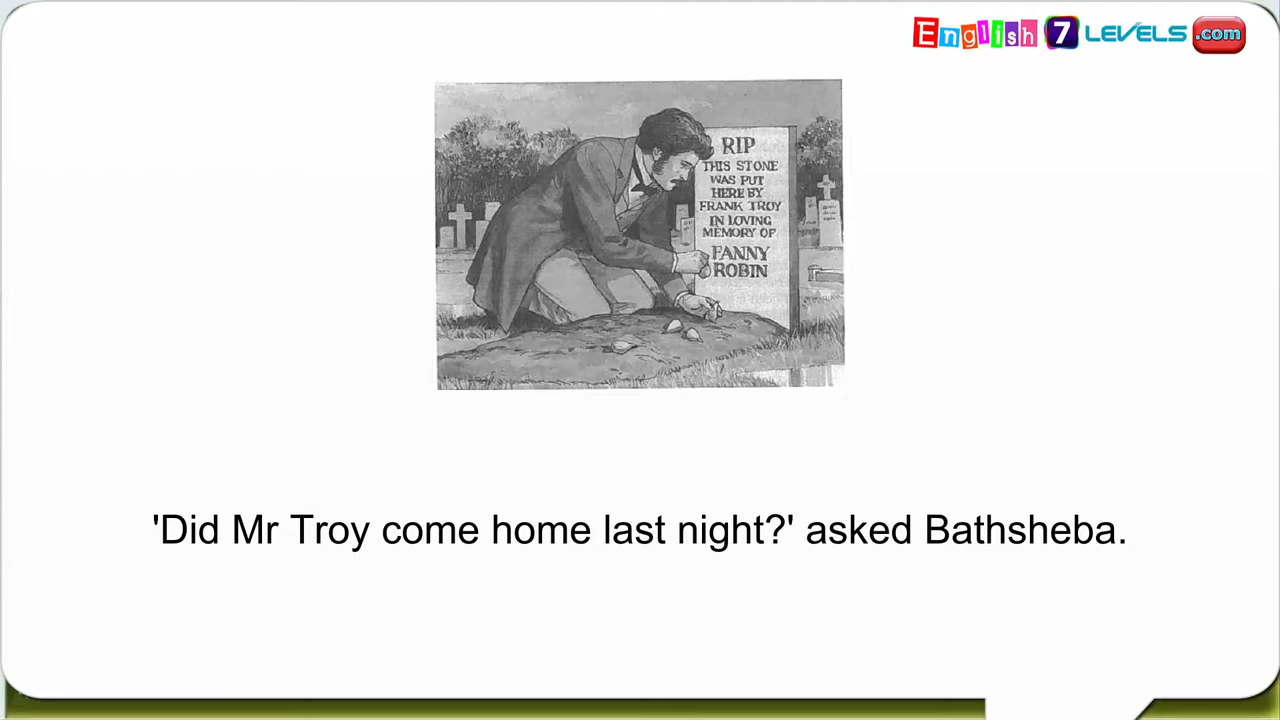 English 7 LEVELS .com
RIP
THIS STONE
WAS PUT
HERE BY
FRANK TROY
IN LOVING
MEMORY OF
FANNY
ROBIN
'Did Mr Troy come home last night?' asked Bathsheba.